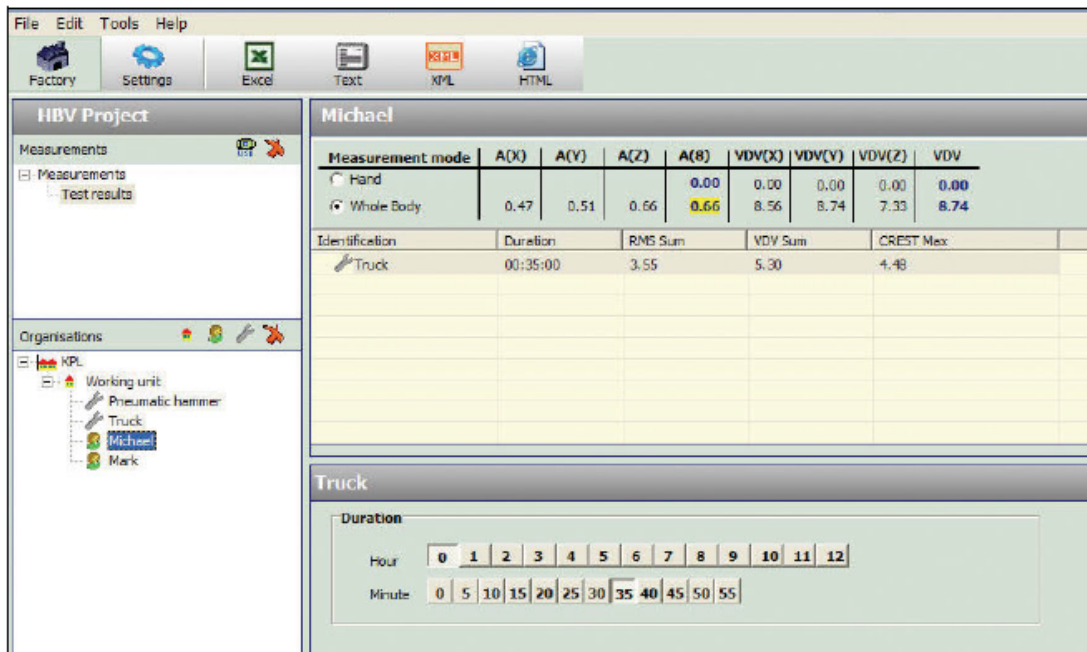 File Edit Tools Help
Factory Settings Excel Text XML HTML
HBV Project
Measurements
Measurements
Test results
Organisations
KPL
Working unit
Pneumatic hammer
Truck
Michael
Mark
Michael
Measurement mode A(X) A(Y) A(Z) A(8) VDV(X) VDV(Y) VDV(Z) VDV
Hand 0.00 0.00 0.00 0.00 0.00
Whole Body 0.47 0.51 0.66 0.66 8.56 8.74 7.33 8.74
Identification Duration RMS Sum VDV Sum CREST Max
Truck 00:35:00 3.55 5.30 4.48
Truck
Duration
Hour 0 1 2 3 4 5 6 7 8 9 10 11 12
Minute 0 5 10 15 20 25 30 35 40 45 50 55